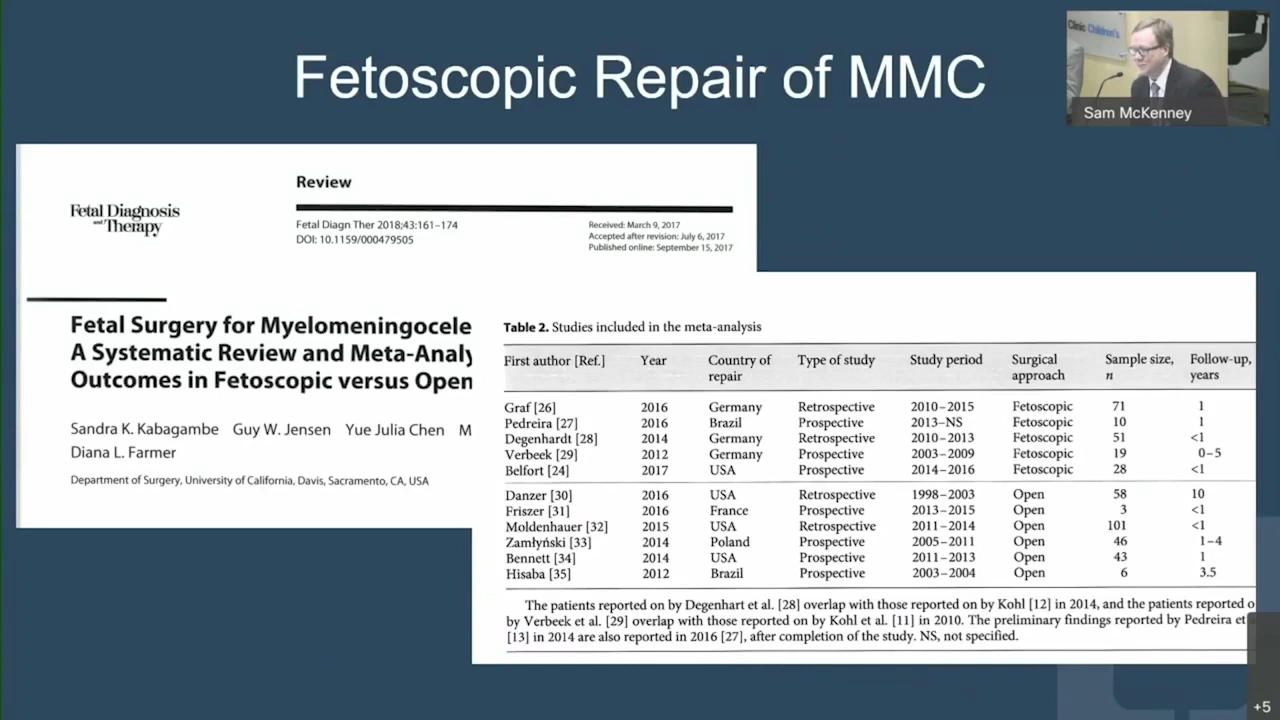 Fetoscopic Repair of MMC
Clinic Children's
Sam McKenney
Review
Fetal Diagnosis
and Therapy
Fetal Diagn Ther 2018;43:161–174
DOI: 10.1159/000479505
Received: March 9, 2017
Accepted after revision: July 6, 2017
Published online: September 15, 2017
Fetal Surgery for Myelomeningocele
A Systematic Review and Meta-Analy
Outcomes in Fetoscopic versus Open
Sandra K. Kabagambe Guy W. Jensen Yue Julia Chen M
Diana L. Farmer
Department of Surgery, University of California, Davis, Sacramento, CA, USA
Table 2. Studies included in the meta-analysis
First author [Ref.] Year Country of repair Type of study Study period Surgical approach Sample size, n Follow-up, years
Graf [26] 2016 Germany Retrospective 2010–2015 Fetoscopic 71 1
Pedreira [27] 2016 Brazil Prospective 2013–NS Fetoscopic 10 1
Degenhardt [28] 2014 Germany Retrospective 2010–2013 Fetoscopic 51 <1
Verbeek [29] 2012 Germany Prospective 2003–2009 Fetoscopic 19 0–5
Belfort [24] 2017 USA Prospective 2014–2016 Fetoscopic 28 <1
Danzer [30] 2016 USA Retrospective 1998–2003 Open 58 10
Friszer [31] 2016 France Prospective 2013–2015 Open 3 <1
Moldenhauer [32] 2015 USA Retrospective 2011–2014 Open 101 <1
Zamłyński [33] 2014 Poland Prospective 2005–2011 Open 46 1–4
Bennett [34] 2014 USA Prospective 2011–2013 Open 43 1
Hisaba [35] 2012 Brazil Prospective 2003–2004 Open 6 3.5
The patients reported on by Degenhart et al. [28] overlap with those reported on by Kohl [12] in 2014, and the patients reported o
by Verbeek et al. [29] overlap with those reported on by Kohl et al. [11] in 2010. The preliminary findings reported by Pedreira et a
[13] in 2014 are also reported in 2016 [27], after completion of the study. NS, not specified.
+5